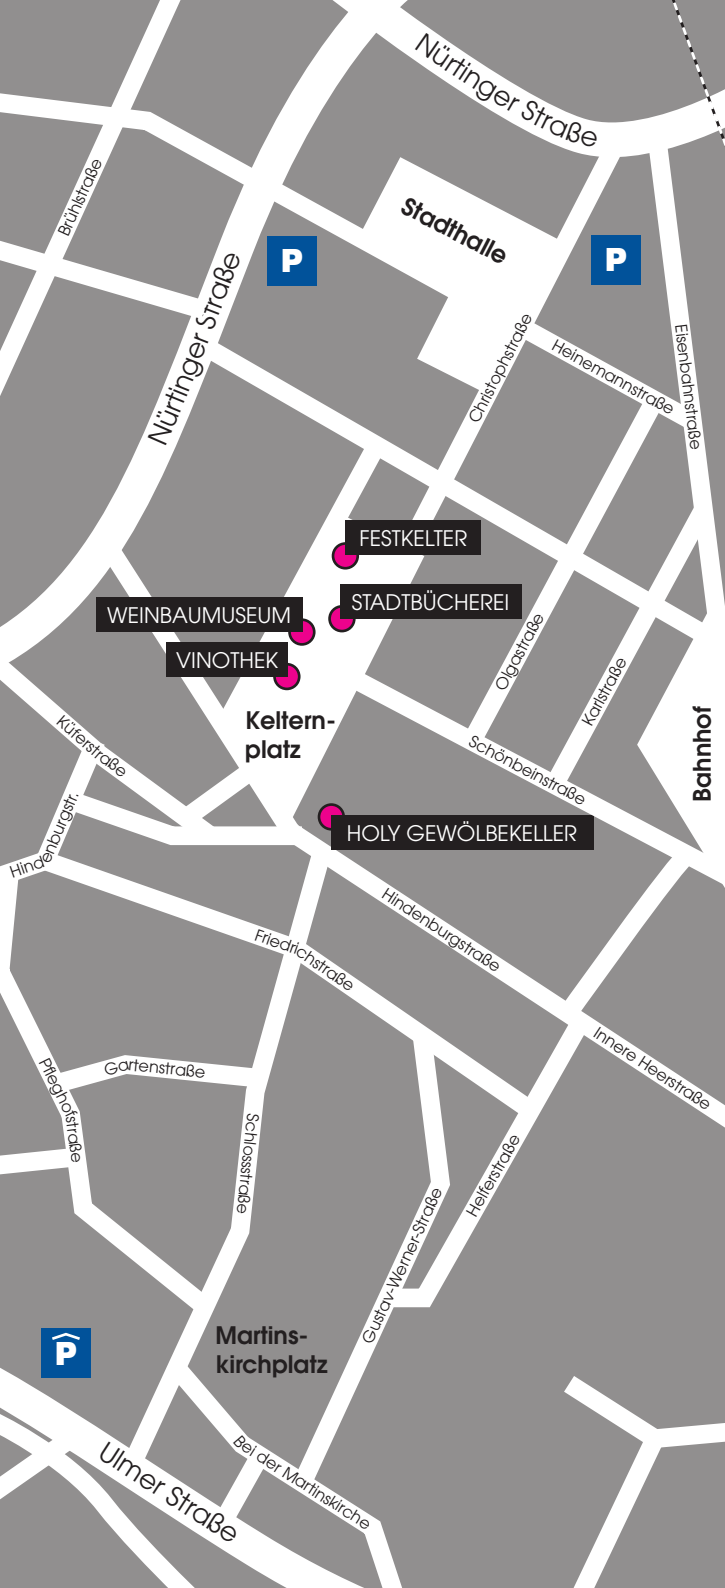 Nürtinger Straße
Brühlstraße
Stadthalle
P
P
Nürtinger Straße
Christophstraße
Heinemannstraße
Eisenbahnstraße
FESTKELTER
STADTBÜCHEREI
WEINBAUMUSEUM
VINOTHEK
Olgastraße
Karlstraße
Keltern-
platz
Küferstraße
Schönbeinstraße
Bahnhof
Hindenburgstr.
HOLY GEWÖLBEKELLER
Hindenburgstraße
Friedrichstraße
Innere Heerstraße
Gartenstraße
Pfleghofstraße
Schlossstraße
Helferstraße
Gustav-Werner-Straße
P
Martins-
kirchplatz
Bei der Martinskirche
Ulmer Straße